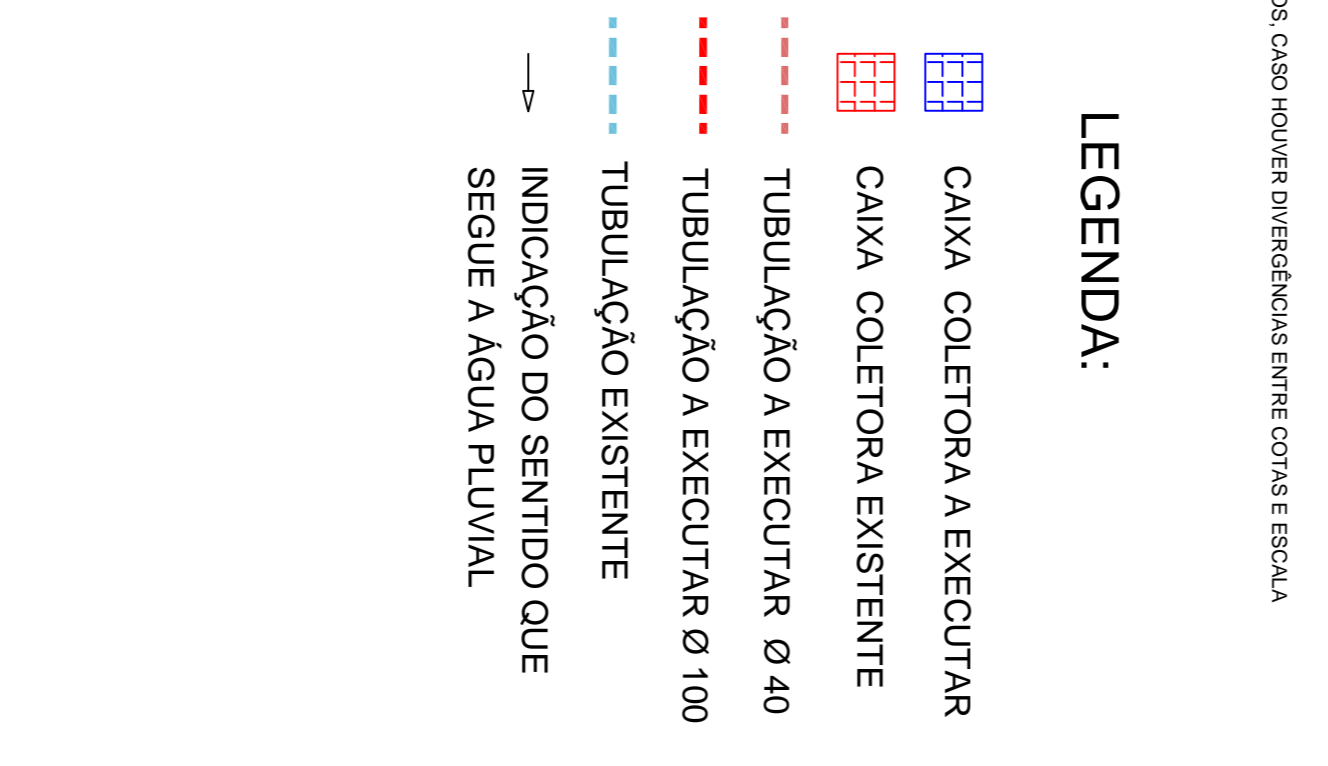 CASO HOUVER DIVERGÊNCIAS ENTRE COTAS E ESCALA
LEGENDA:
CAIXA COLETORA A EXECUTAR
CAIXA COLETORA EXISTENTE
TUBULAÇÃO A EXECUTAR Ø 40
TUBULAÇÃO A EXECUTAR Ø 100
TUBULAÇÃO EXISTENTE
INDICAÇÃO DO SENTIDO QUE
SEGUE A ÁGUA PLUVIAL